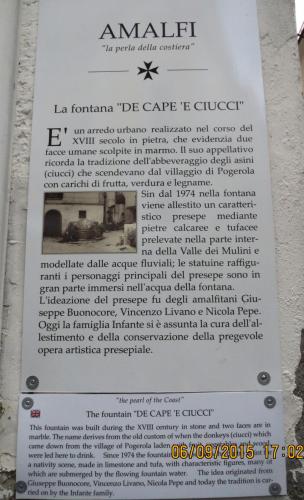 AMALFI
"la perla della costiera"
La fontana "DE CAPE 'E CIUCCI"
E' un arredo urbano realizzato nel corso del
XVIII secolo in pietra, che evidenzia due
facce umane scolpite in marmo. Il suo appellativo
ricorda la tradizione dell'abbeveraggio degli asini
(ciucci) che scendevano dal villaggio di Pogerola
con carichi di frutta, verdura e legname.
Sin dal 1974 nella fontana
viene allestito un caratteri-
stico presepe mediante
pietre calcaree e tufacee
prelevate nella parte inter-
na della Valle dei Mulini e
modellate dalle acque fluviali; le statuine raffigu-
ranti i personaggi principali del presepe sono in
gran parte immersi nell'acqua della fontana.
L'ideazione del presepe fu degli amalfitani Giu-
seppe Buonocore, Vincenzo Livano e Nicola Pepe.
Oggi la famiglia Infante si è assunta la cura dell'al-
lestimento e della conservazione della pregevole
opera artistica presepiale.
"the pearl of the Coast"
The fountain "DE CAPE 'E CIUCCI"
This fountain was built during the XVIII century in stone and two faces are in
marble. The name derives from the old custom of when the donkeys (ciucci) which
came down from the village of Pogerola laden
were led here to drink. Since 1974 the fountain
a nativity scene, made in limestone and tufa, with characteristic figures, many of
which are submerged by the flowing fountain water. The idea originated from
Giuseppe Buonocore, Vincenzo Livano, Nicola Pepe and today the tradition is car-
ried on by the Infante family.
06/09/2015 17:02